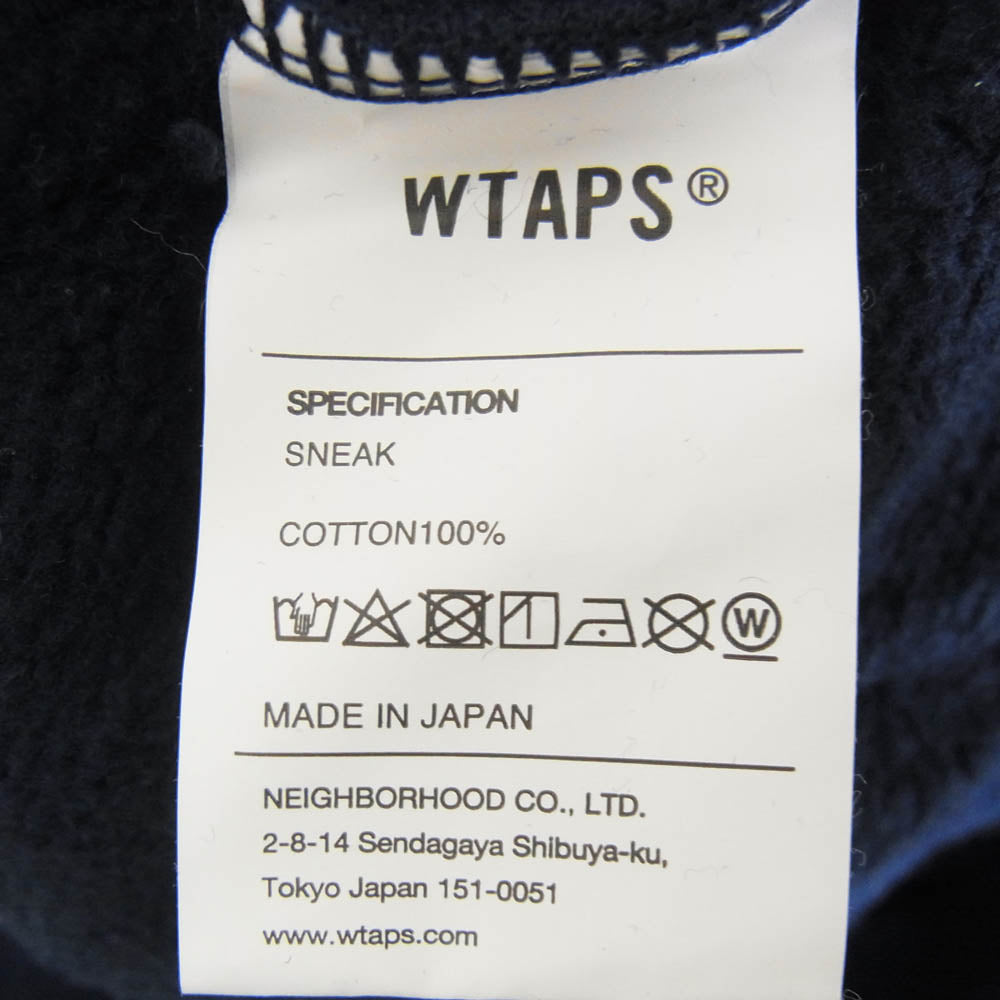 WTAPS®
SPECIFICATION
SNEAK
COTTON100%
W
MADE IN JAPAN
NEIGHBORHOOD CO., LTD.
2-8-14 Sendagaya Shibuya-ku,
Tokyo Japan 151-0051
www.wtaps.com